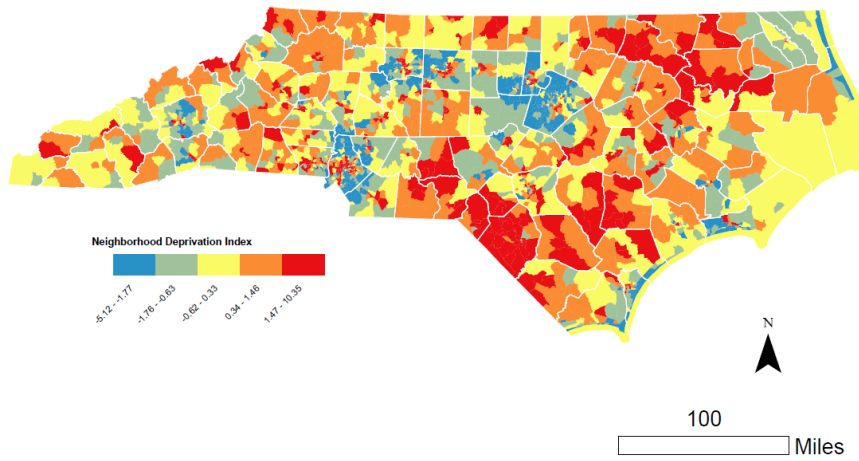 Neighborhood Deprivation Index
-5.12 - -1.77
-1.76 - -0.63
-0.62 - 0.33
0.34 - 1.46
1.47 - 10.35
N
100
Miles